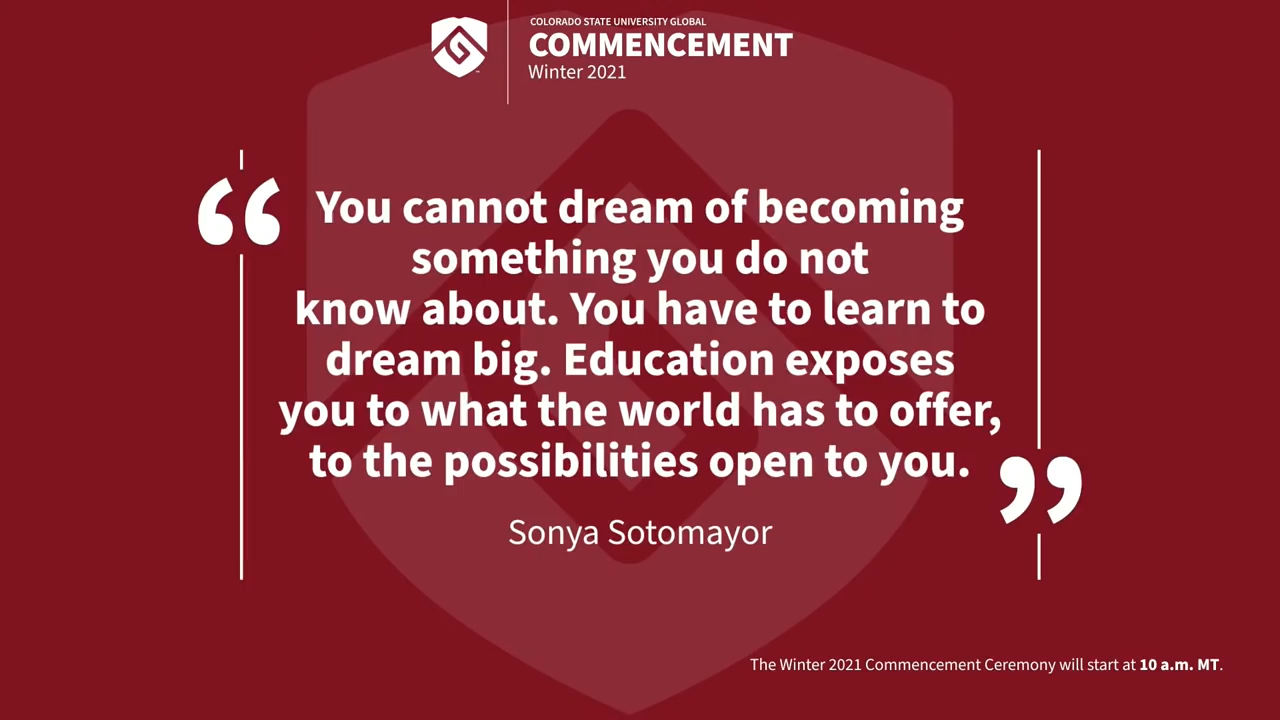 COLORADO STATE UNIVERSITY GLOBAL
COMMENCEMENT
Winter 2021
“You cannot dream of becoming
something you do not
know about. You have to learn to
dream big. Education exposes
you to what the world has to offer,
to the possibilities open to you.”
Sonya Sotomayor
The Winter 2021 Commencement Ceremony will start at 10 a.m. MT.